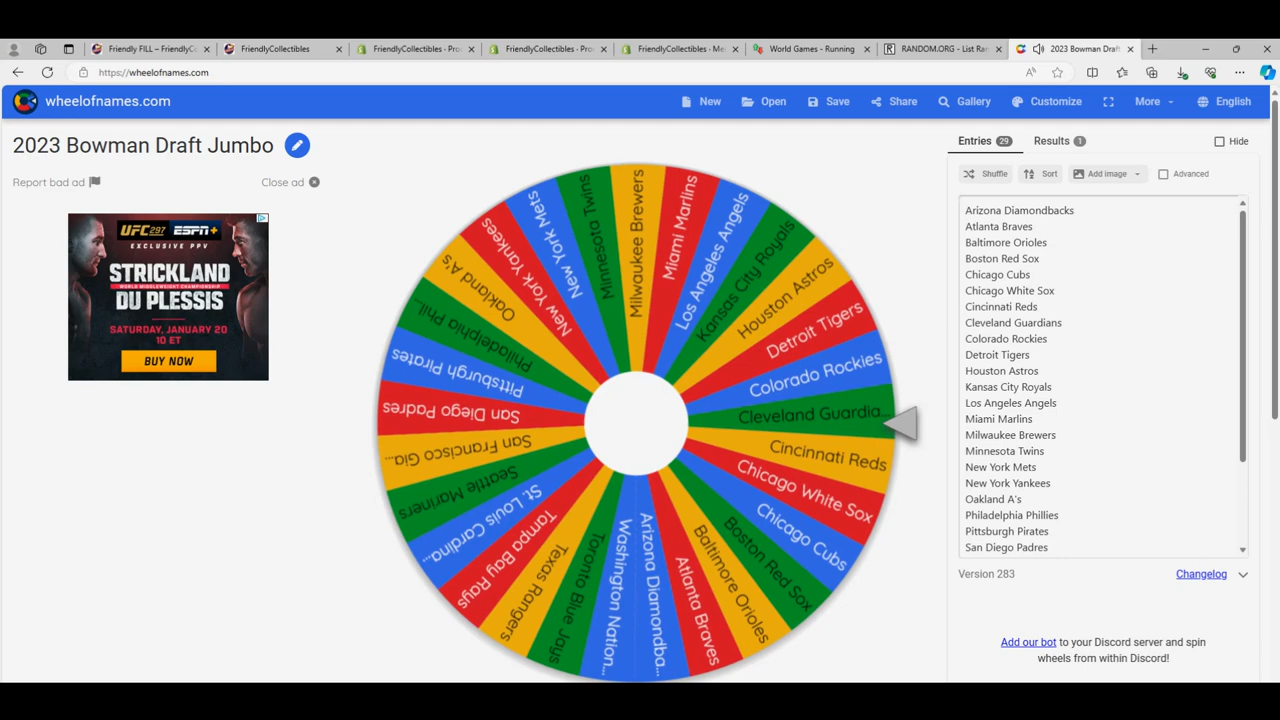 Friendly FILL – FriendlyCo
FriendlyCollectibles
FriendlyCollectibles - Pro
FriendlyCollectibles - Pro
FriendlyCollectibles - Me
World Games - Running
RANDOM.ORG - List Ran
2023 Bowman Draf
https://wheelofnames.com
wheelofnames.com
New
Open
Save
Share
Gallery
Customize
More
English
2023 Bowman Draft Jumbo
Report bad ad
Close ad
UFC 297 ESPN+
EXCLUSIVE PPV
STRICKLAND
WORLD MIDDLEWEIGHT CHAMPIONSHIP
DU PLESSIS
SATURDAY, JANUARY 20
10 ET
BUY NOW
Milwaukee Brewers
Miami Marlins
Los Angeles Angels
Kansas City Royals
Houston Astros
Detroit Tigers
Colorado Rockies
Cleveland Guardia...
Cincinnati Reds
Chicago White Sox
Chicago Cubs
Boston Red Sox
Baltimore Orioles
Atlanta Braves
Arizona Diamondba...
Washington Nation...
Toronto Blue Jays
Texas Rangers
Tampa Bay Rays
St. Louis Cardina...
Seattle Mariners
San Francisco Gia...
San Diego Padres
Pittsburgh Pirates
Philadelphia Phil...
Oakland A's
New York Yankees
New York Mets
Minnesota Twins
Entries 29
Results 1
Hide
Shuffle
Sort
Add image
Advanced
Arizona Diamondbacks
Atlanta Braves
Baltimore Orioles
Boston Red Sox
Chicago Cubs
Chicago White Sox
Cincinnati Reds
Cleveland Guardians
Colorado Rockies
Detroit Tigers
Houston Astros
Kansas City Royals
Los Angeles Angels
Miami Marlins
Milwaukee Brewers
Minnesota Twins
New York Mets
New York Yankees
Oakland A's
Philadelphia Phillies
Pittsburgh Pirates
San Diego Padres
Version 283
Changelog
Add our bot to your Discord server and spin
wheels from within Discord!